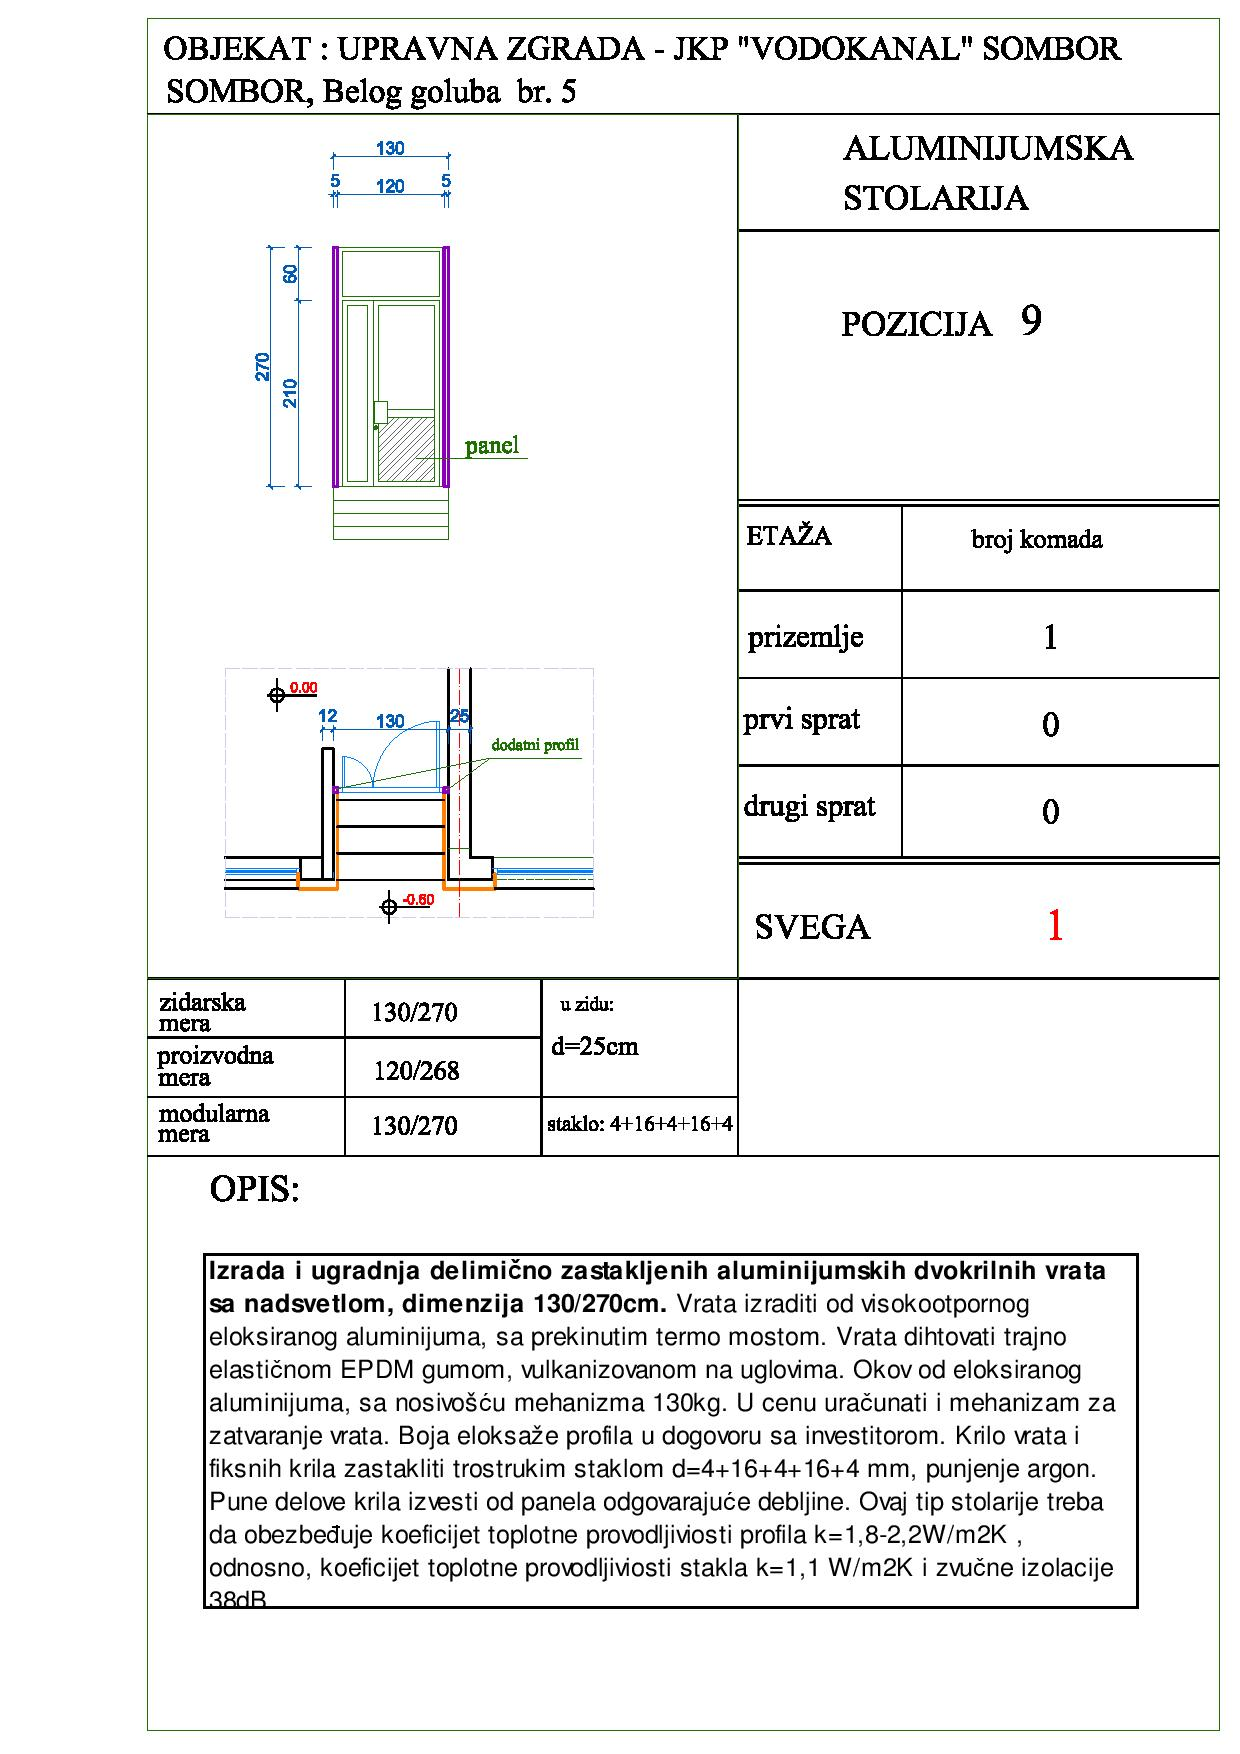 OBJEKAT : UPRAVNA ZGRADA - JKP "VODOKANAL" SOMBOR
SOMBOR, Belog goluba br. 5
130
5 120 5
60
270
210
panel
ALUMINIJUMSKA
STOLARIJA
POZICIJA 9
ETAŽA broj komada
prizemlje 1
prvi sprat 0
drugi sprat 0
SVEGA 1
0.00
12 130 25
dodatni profil
-0.60
zidarska
mera
130/270
u zidu:
d=25cm
proizvodna
mera
120/268
modularna
mera
130/270
staklo: 4+16+4+16+4
OPIS:
Izrada i ugradnja delimično zastakljenih aluminijumskih dvokrilnih vrata
sa nadsvetlom, dimenzija 130/270cm. Vrata izraditi od visokootpornog
eloksiranog aluminijuma, sa prekinutim termo mostom. Vrata dihtovati trajno
elastičnom EPDM gumom, vulkanizovanom na uglovima. Okov od eloksiranog
aluminijuma, sa nosivošću mehanizma 130kg. U cenu uračunati i mehanizam za
zatvaranje vrata. Boja eloksaže profila u dogovoru sa investitorom. Krilo vrata i
fiksnih krila zastakliti trostrukim staklom d=4+16+4+16+4 mm, punjenje argon.
Pune delove krila izvesti od panela odgovarajuće debljine. Ovaj tip stolarije treba
da obezbeđuje koeficijet toplotne provodljiviosti profila k=1,8-2,2W/m2K ,
odnosno, koeficijet toplotne provodljiviosti stakla k=1,1 W/m2K i zvučne izolacije
38dB